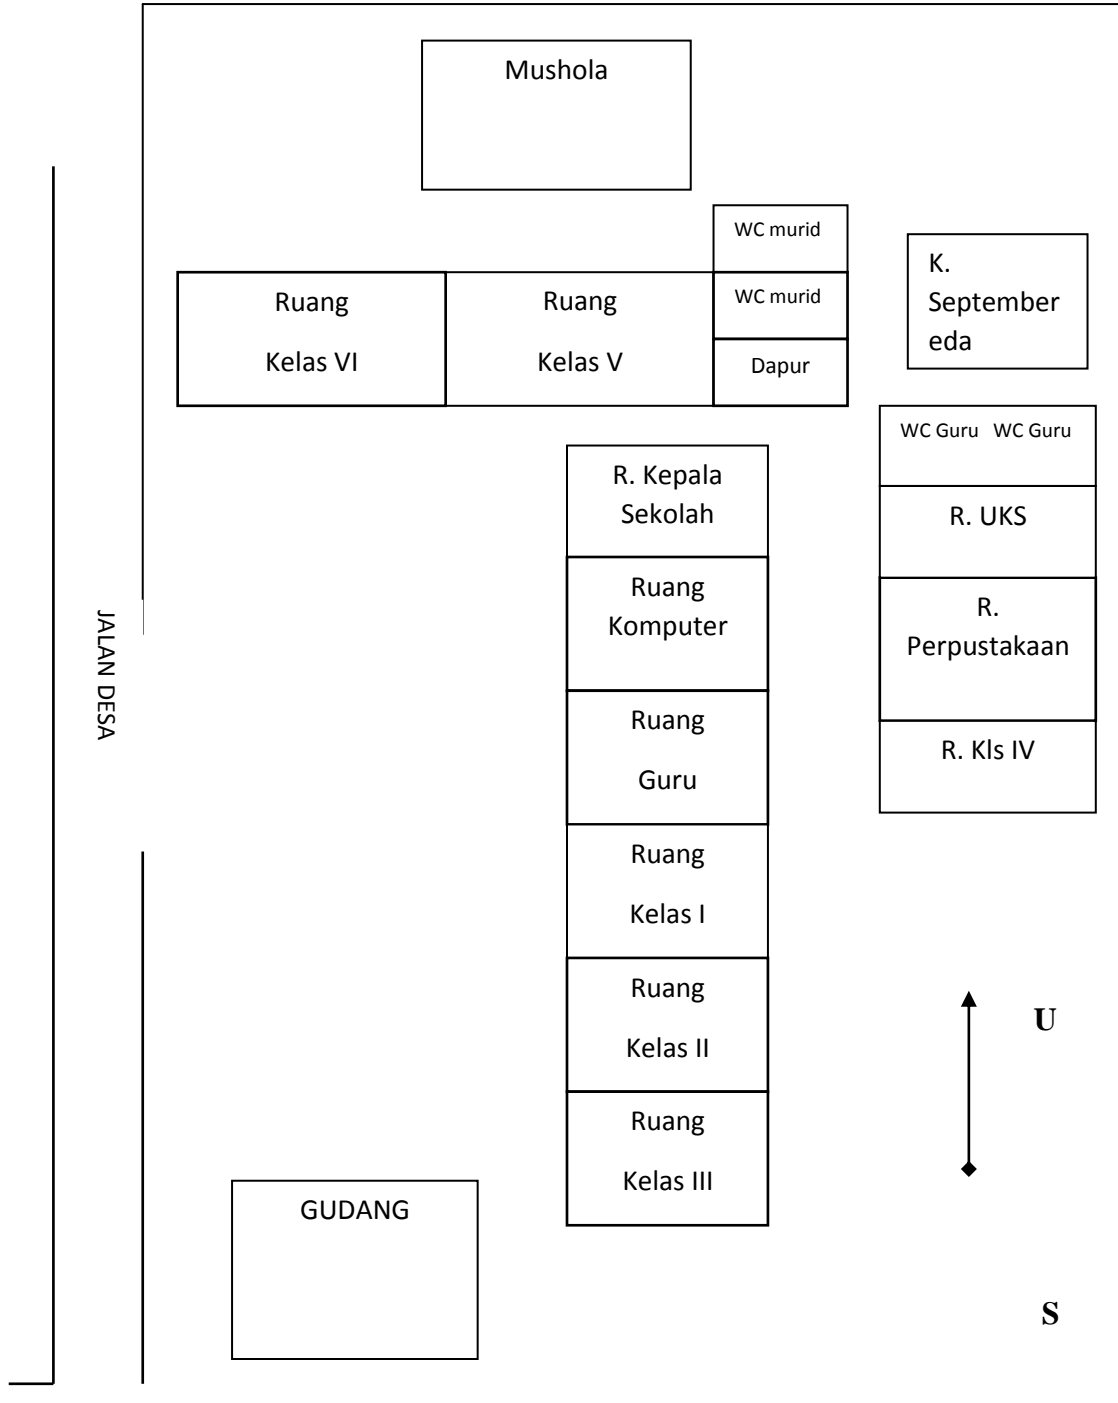 Mushola
WC murid
K.
September
eda
Ruang
Kelas VI
Ruang
Kelas V
WC murid
Dapur
WC Guru WC Guru
R. Kepala
Sekolah
R. UKS
Ruang
Komputer
R.
Perpustakaan
JALAN DESA
Ruang
Guru
R. Kls IV
Ruang
Kelas I
Ruang
Kelas II
U
Ruang
Kelas III
GUDANG
S